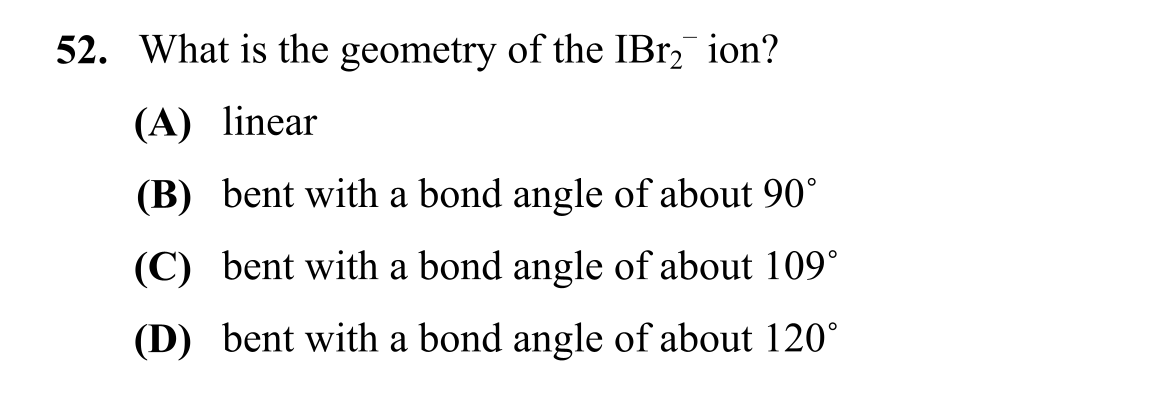 52. What is the geometry of the IBr₂⁻ ion?
(A) linear
(B) bent with a bond angle of about 90˚
(C) bent with a bond angle of about 109˚
(D) bent with a bond angle of about 120˚